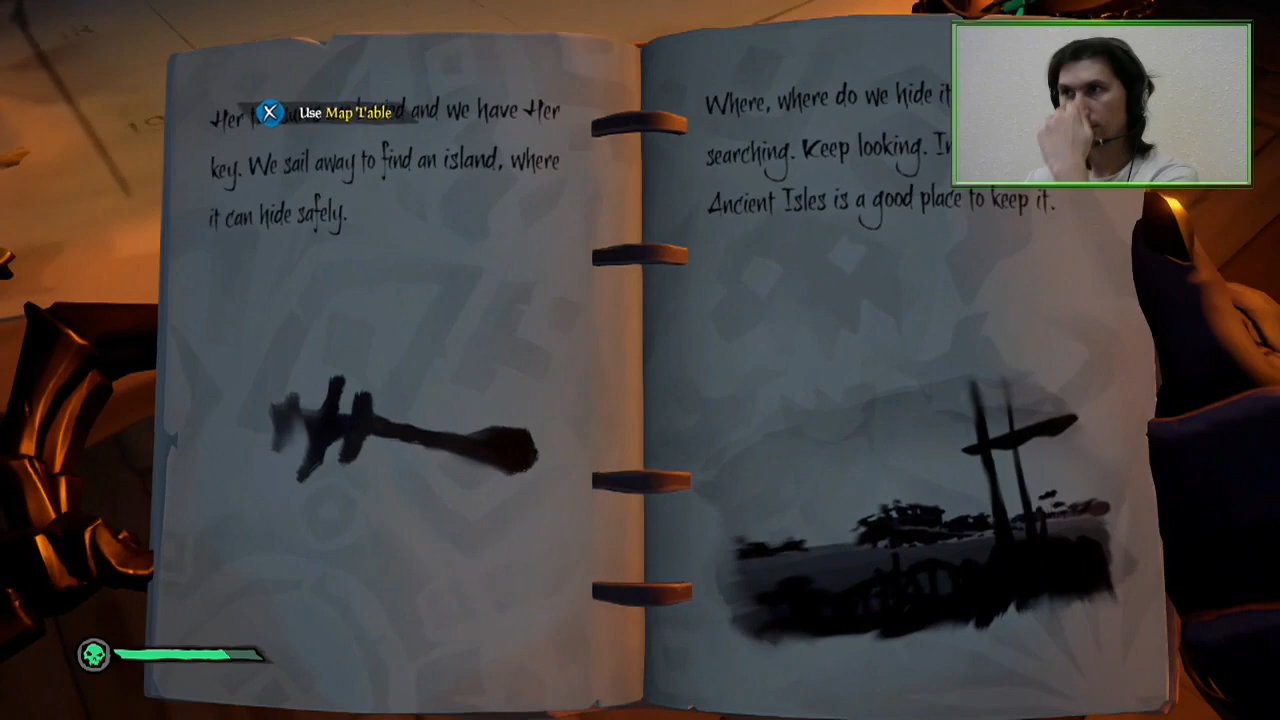 Her
Use Map Table
and we have Her
key. We sail away to find an island, where
it can hide safely.
Where, where do we hide it
searching. Keep looking.
Ancient Isles is a good place to keep it.